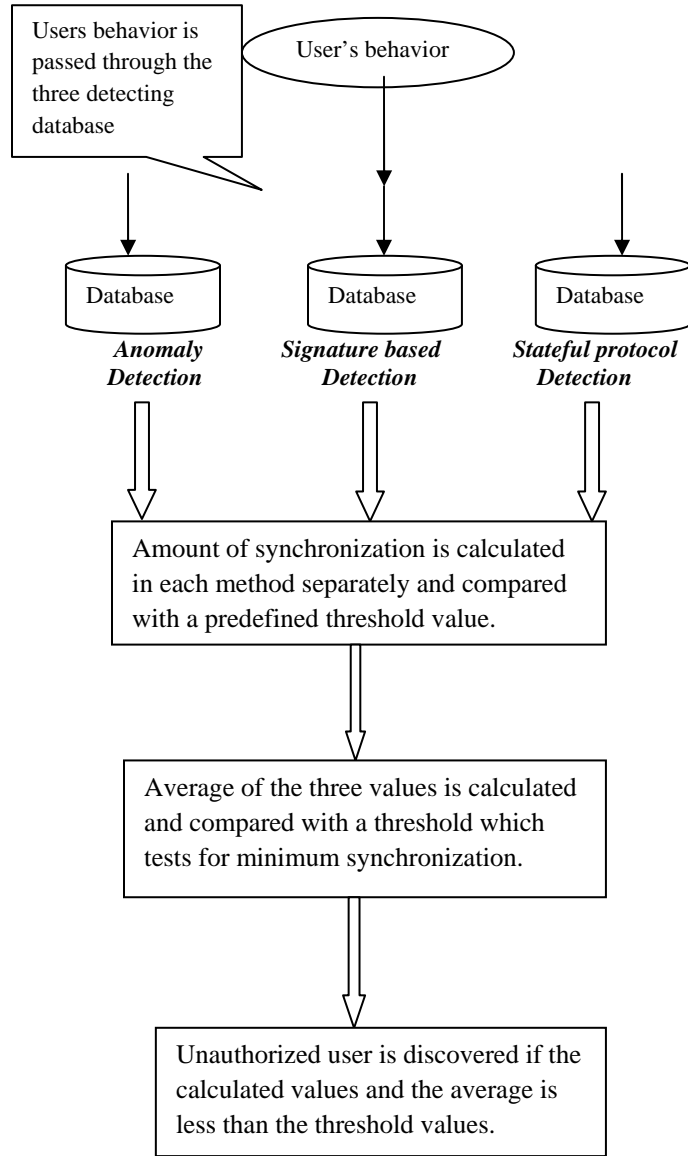 Users behavior is
passed through the
three detecting
database
User’s behavior
Database
Database
Database
Anomaly
Detection
Signature based
Detection
Stateful protocol
Detection
Amount of synchronization is calculated
in each method separately and compared
with a predefined threshold value.
Average of the three values is calculated
and compared with a threshold which
tests for minimum synchronization.
Unauthorized user is discovered if the
calculated values and the average is
less than the threshold values.